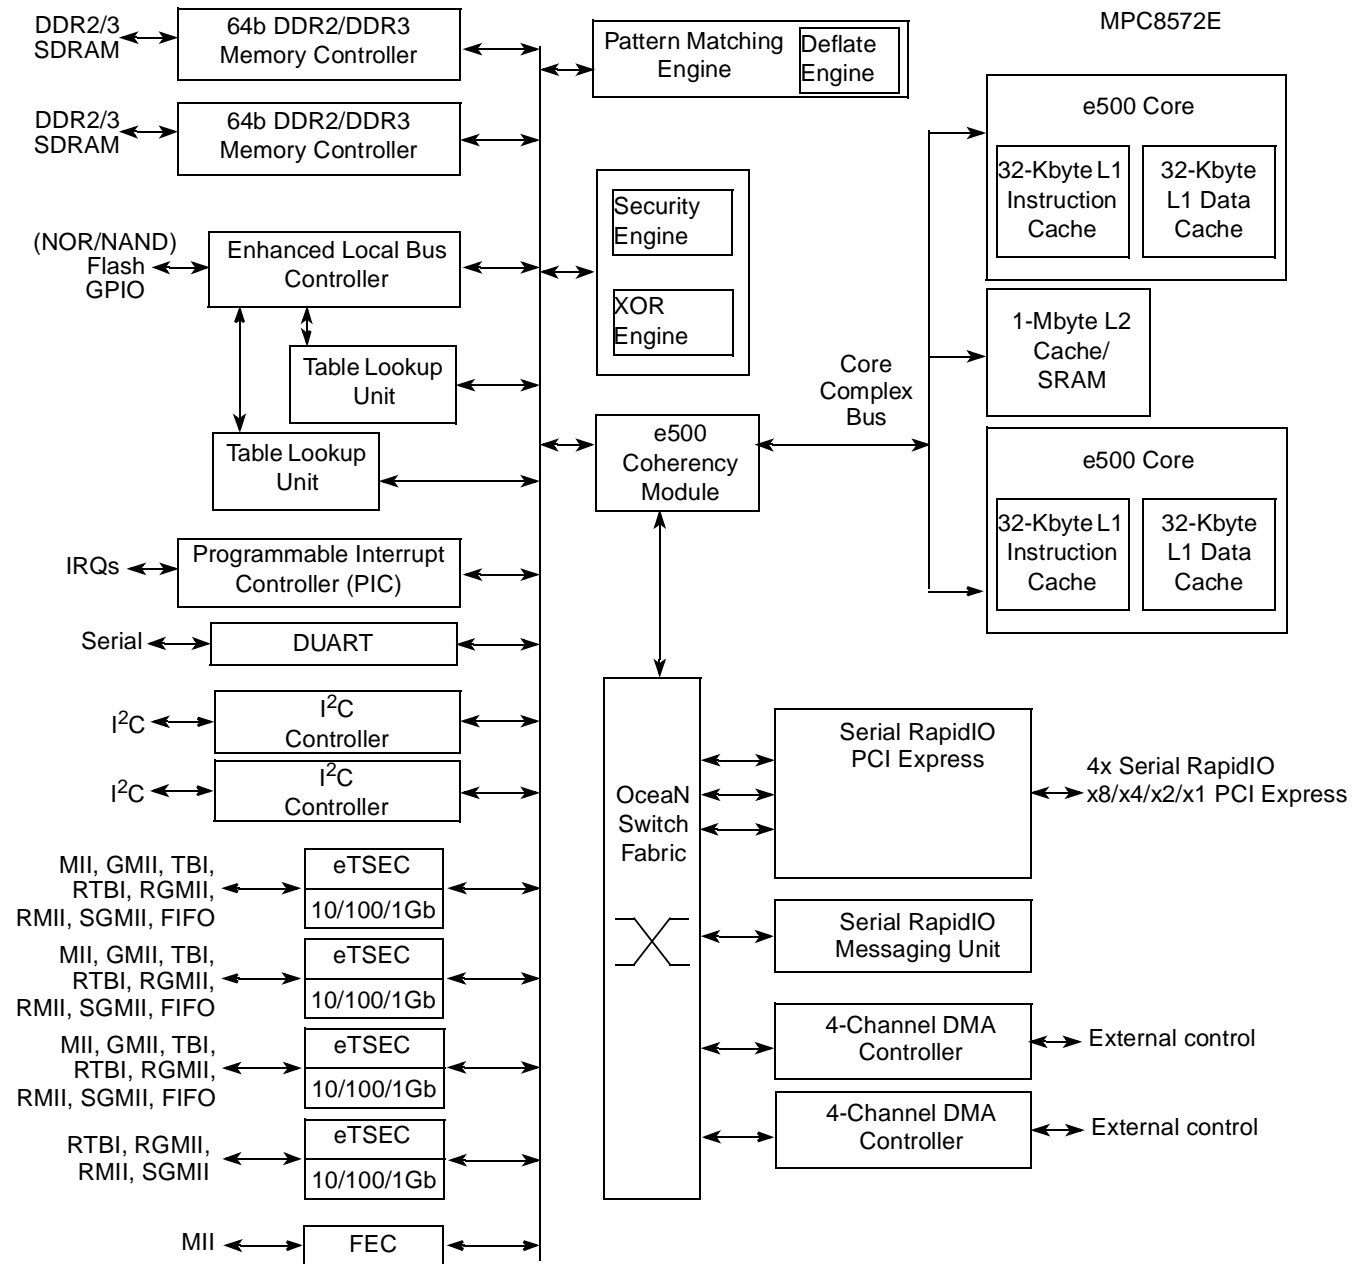 MPC8572E
DDR2/3
SDRAM
64b DDR2/DDR3
Memory Controller
DDR2/3
SDRAM
64b DDR2/DDR3
Memory Controller
(NOR/NAND)
Flash
GPIO
Enhanced Local Bus
Controller
Table Lookup
Unit
Table Lookup
Unit
IRQs
Programmable Interrupt
Controller (PIC)
Serial
DUART
I2C
I2C
Controller
I2C
I2C
Controller
MII, GMII, TBI,
RTBI, RGMII,
RMII, SGMII, FIFO
eTSEC
10/100/1Gb
MII, GMII, TBI,
RTBI, RGMII,
RMII, SGMII, FIFO
eTSEC
10/100/1Gb
MII, GMII, TBI,
RTBI, RGMII,
RMII, SGMII, FIFO
eTSEC
10/100/1Gb
RTBI, RGMII,
RMII, SGMII
eTSEC
10/100/1Gb
MII
FEC
Pattern Matching
Engine
Deflate
Engine
Security
Engine
XOR
Engine
e500
Coherency
Module
Core
Complex
Bus
e500 Core
32-Kbyte L1
Instruction
Cache
32-Kbyte
L1 Data
Cache
1-Mbyte L2
Cache/
SRAM
e500 Core
32-Kbyte L1
Instruction
Cache
32-Kbyte
L1 Data
Cache
OceaN
Switch
Fabric
Serial RapidIO
PCI Express
4x Serial RapidIO
x8/x4/x2/x1 PCI Express
Serial RapidIO
Messaging Unit
4-Channel DMA
Controller
External control
4-Channel DMA
Controller
External control